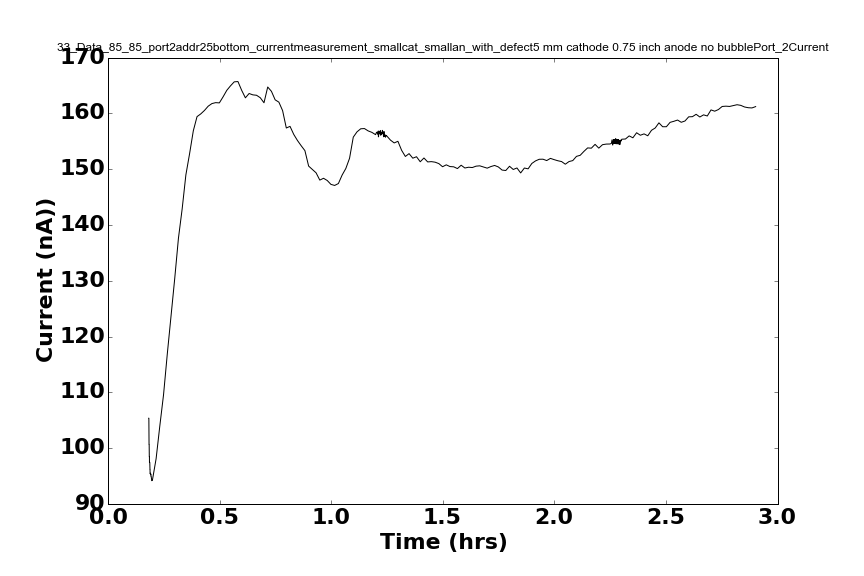 33_Data_85_85_port2addr25bottom_currentmeasurement_smallcat_smallan_with_defect5 mm cathode 0.75 inch anode no bubblePort_2Current
170
160
150
140
130
120
110
100
90
Current (nA))
0.0 0.5 1.0 1.5 2.0 2.5 3.0
Time (hrs)